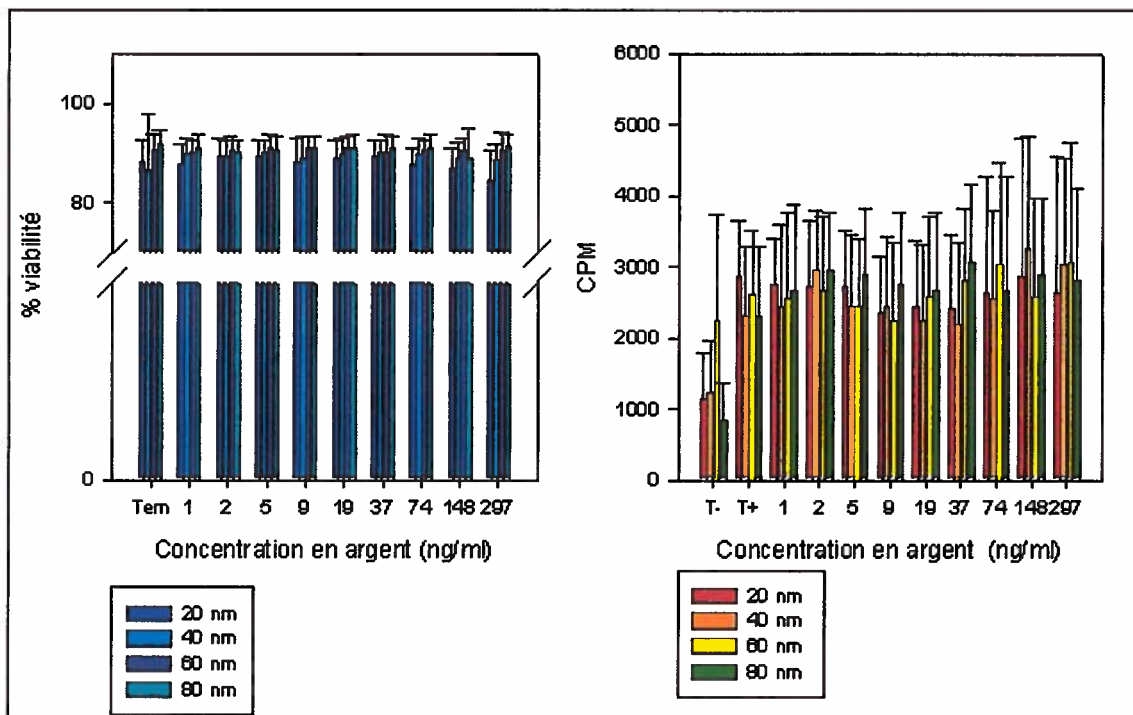 % viabilité
100
80
0
Tem 1 2 5 9 19 37 74 148 297
Concentration en argent (ng/ml)
20 nm
40 nm
60 nm
80 nm
CPM
6000
5000
4000
3000
2000
1000
0
T- T+ 1 2 5 9 19 37 74 148 297
Concentration en argent (ng/ml)
20 nm
40 nm
60 nm
80 nm